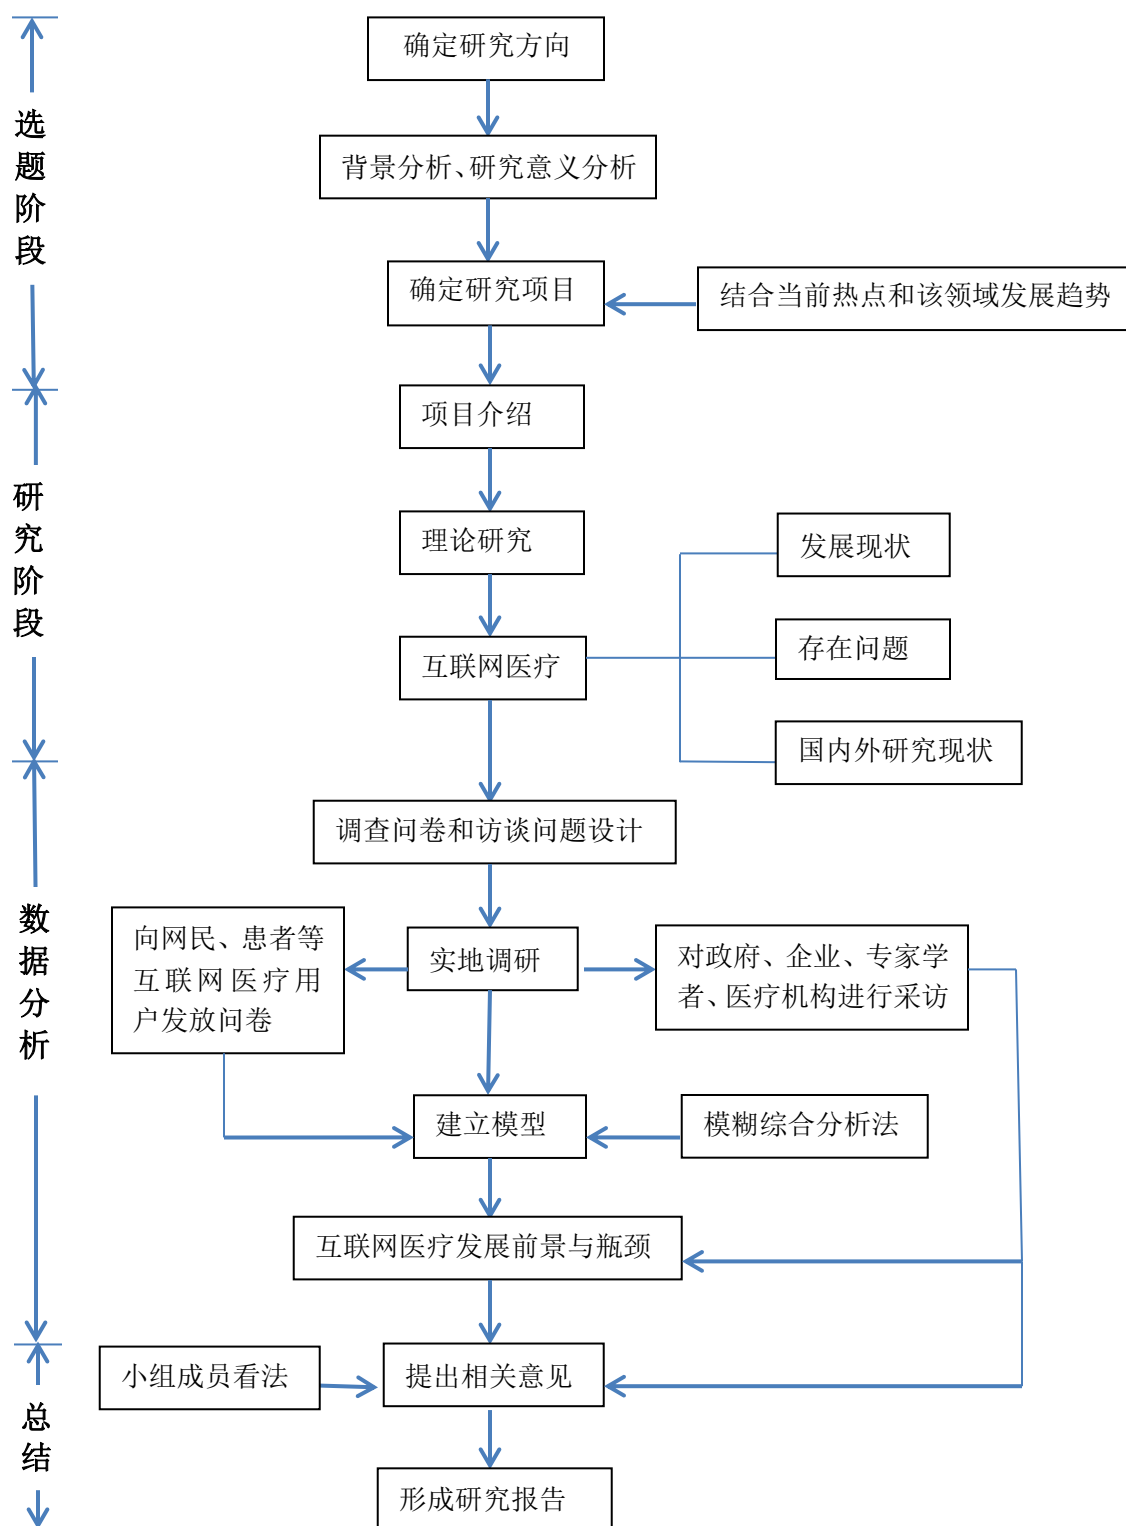 确定研究方向
选题阶段
背景分析、研究意义分析
确定研究项目
结合当前热点和该领域发展趋势
项目介绍
研究阶段
理论研究
发展现状
互联网医疗
存在问题
国内外研究现状
调查问卷和访谈问题设计
数据分析
向网民、患者等
互联网医疗用
户发放问卷
实地调研
对政府、企业、专家学
者、医疗机构进行采访
建立模型
模糊综合分析法
互联网医疗发展前景与瓶颈
总结
小组成员看法
提出相关意见
形成研究报告